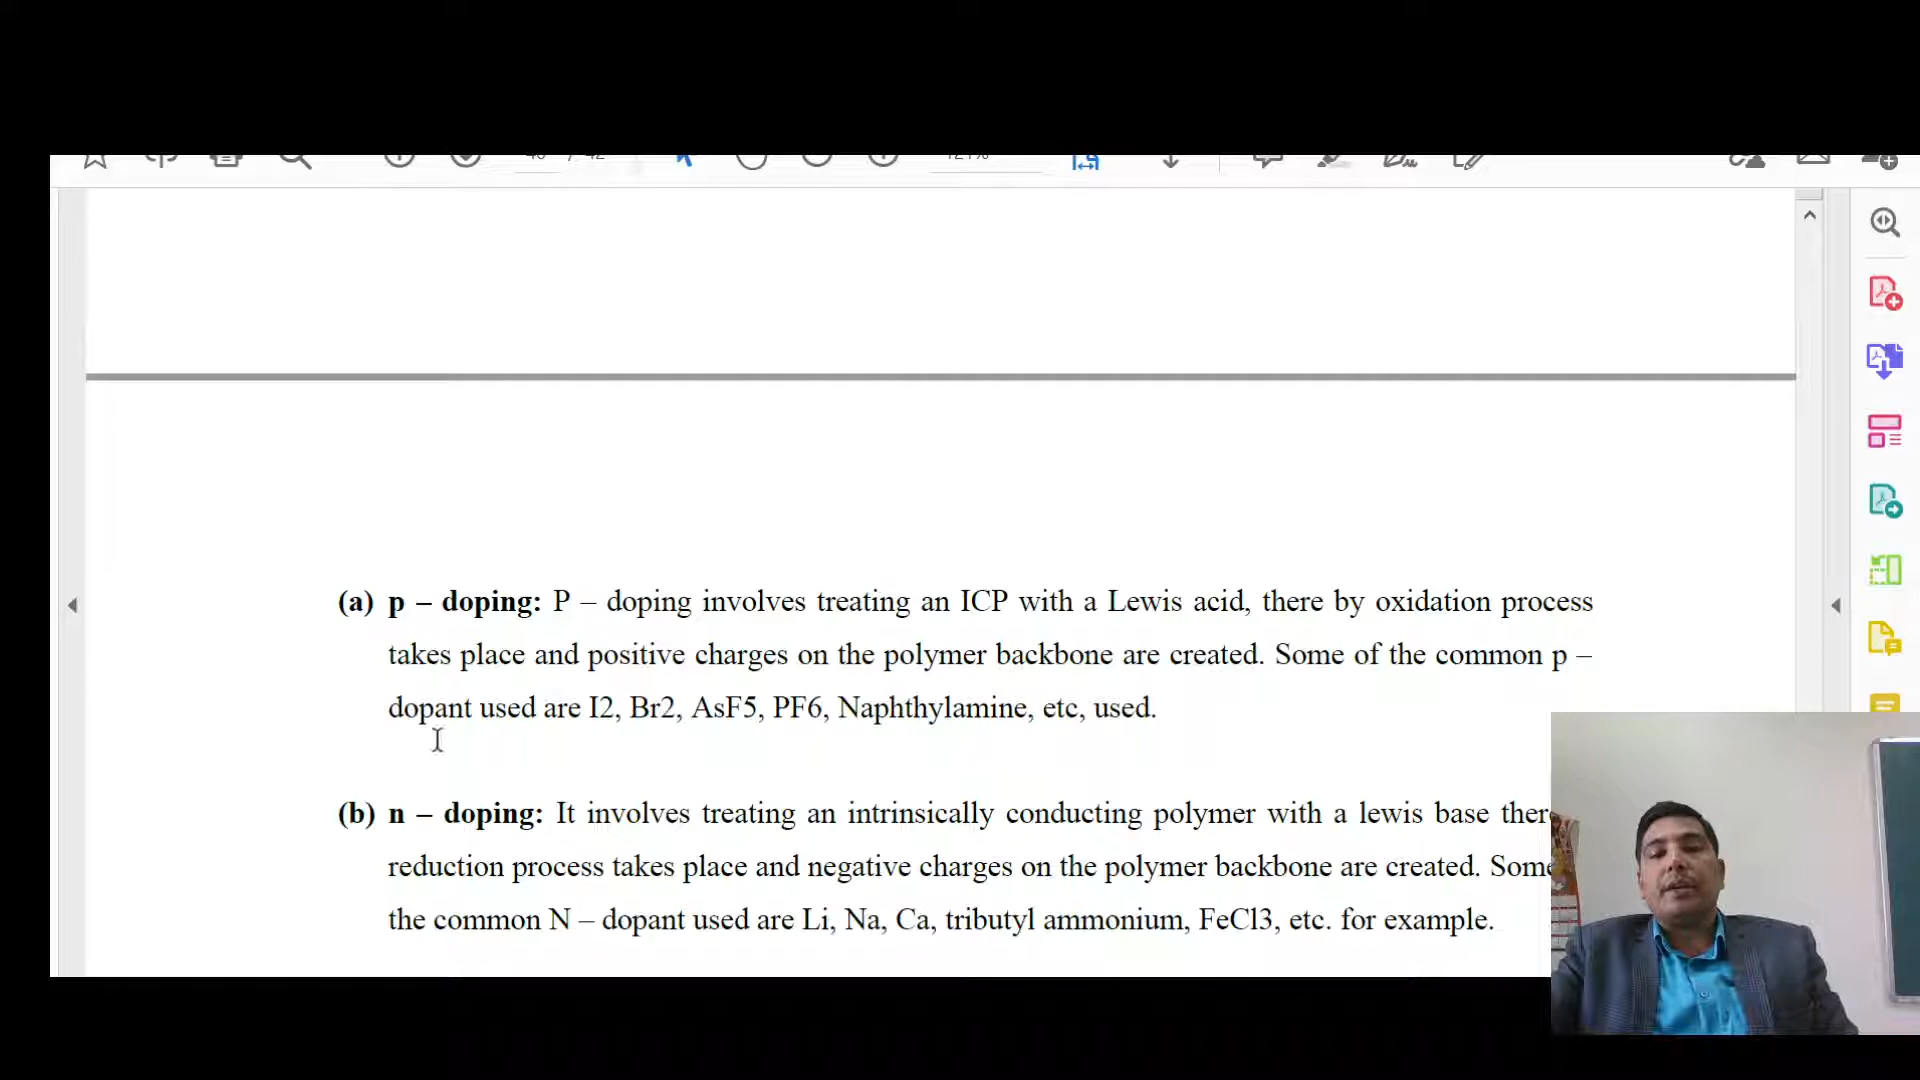 (a) p – doping: P – doping involves treating an ICP with a Lewis acid, there by oxidation process
takes place and positive charges on the polymer backbone are created. Some of the common p –
dopant used are I2, Br2, AsF5, PF6, Naphthylamine, etc, used.
(b) n – doping: It involves treating an intrinsically conducting polymer with a lewis base
reduction process takes place and negative charges on the polymer backbone are created. Some
the common N – dopant used are Li, Na, Ca, tributyl ammonium, FeCl3, etc. for example.